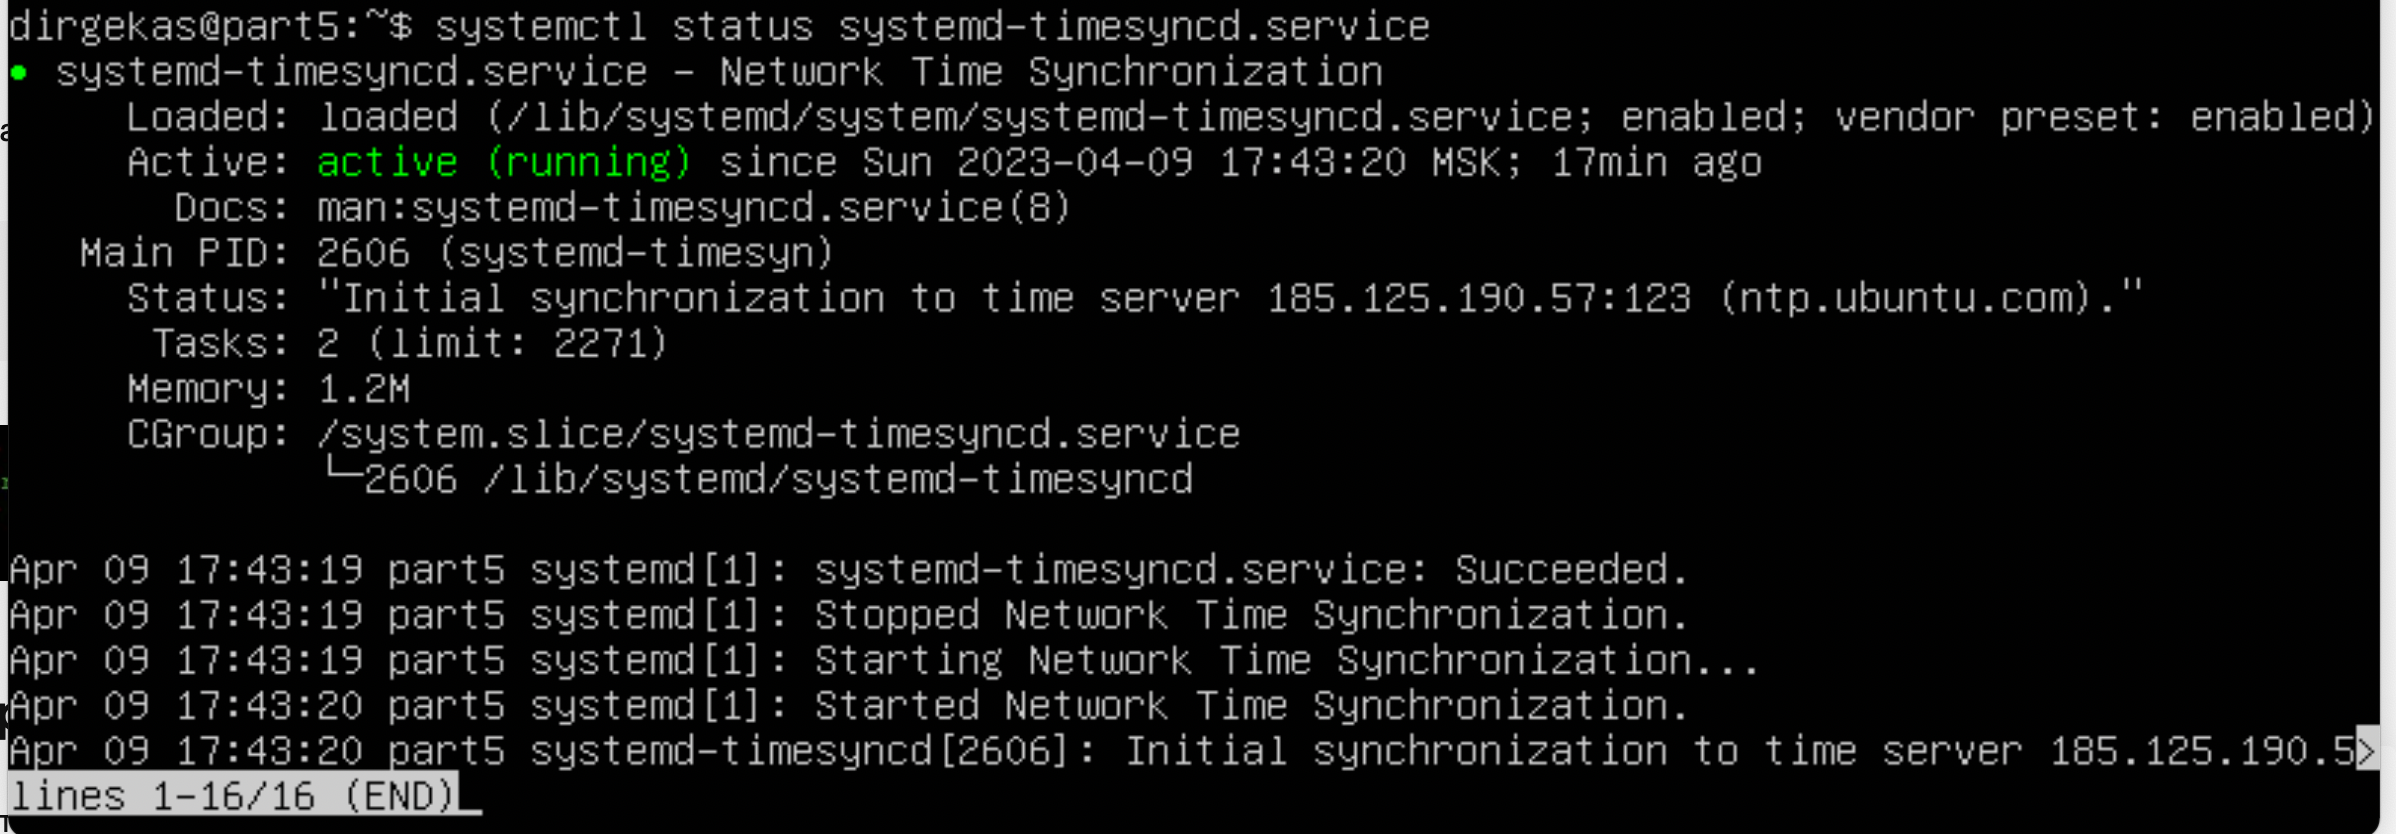 dirgekas@part5:~$ systemctl status systemd-timesyncd.service
● systemd-timesyncd.service - Network Time Synchronization
     Loaded: loaded (/lib/systemd/system/systemd-timesyncd.service; enabled; vendor preset: enabled)
     Active: active (running) since Sun 2023-04-09 17:43:20 MSK; 17min ago
       Docs: man:systemd-timesyncd.service(8)
   Main PID: 2606 (systemd-timesyn)
     Status: "Initial synchronization to time server 185.125.190.57:123 (ntp.ubuntu.com)."
      Tasks: 2 (limit: 2271)
     Memory: 1.2M
     CGroup: /system.slice/systemd-timesyncd.service
             └─2606 /lib/systemd/systemd-timesyncd
Apr 09 17:43:19 part5 systemd[1]: systemd-timesyncd.service: Succeeded.
Apr 09 17:43:19 part5 systemd[1]: Stopped Network Time Synchronization.
Apr 09 17:43:19 part5 systemd[1]: Starting Network Time Synchronization...
Apr 09 17:43:20 part5 systemd[1]: Started Network Time Synchronization.
Apr 09 17:43:20 part5 systemd-timesyncd[2606]: Initial synchronization to time server 185.125.190.5>
lines 1-16/16 (END)